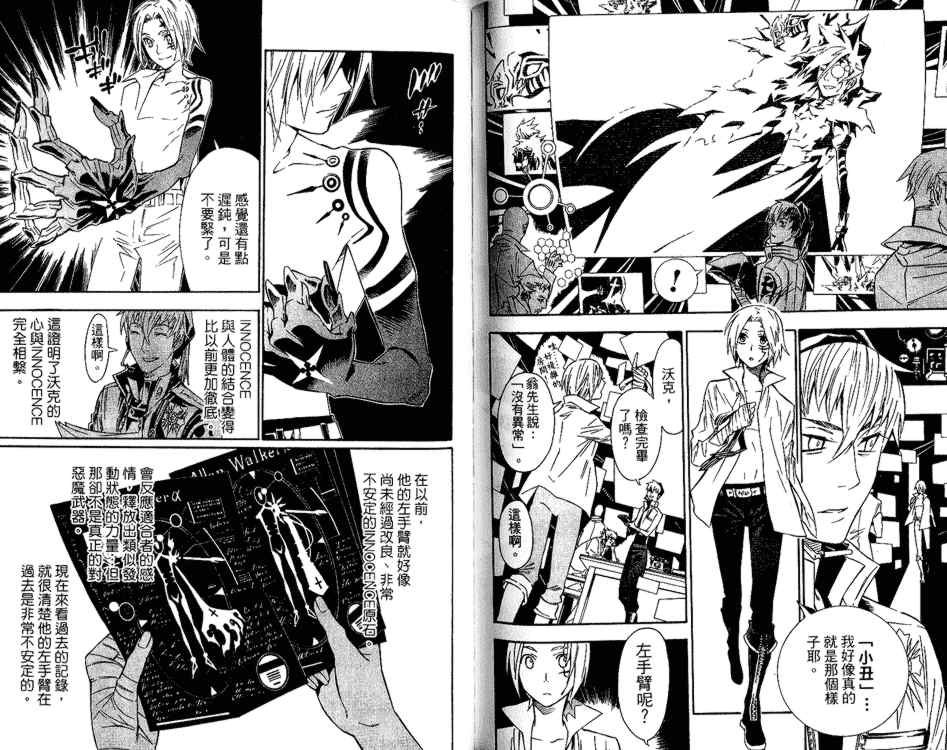 ！
「小丑」…
我好像真的
就是那個樣
子耶。
沃克，
檢查完畢
了嗎？
翁先生說：
「沒有異常」。
這樣啊。
左手臂呢？
感覺還有點
遲鈍，可是
不要緊了。
INNOCENCE
與人體的結合變得
比以前更加徹底。
這樣啊。
這證明了沃克的
心與INNOCENCE
完全相繫。
在以前，
他的左手臂就好像
尚未經過改良、非常
不安定的INNOCENCE原石。
會反應適合者的感
情，釋放出類似發
動狀態的力量…但
那卻不是真正的對
惡魔武器。
Allen Walker
現在來看過去的記錄，
就很清楚他的左手臂在
過去是非常不安定的。